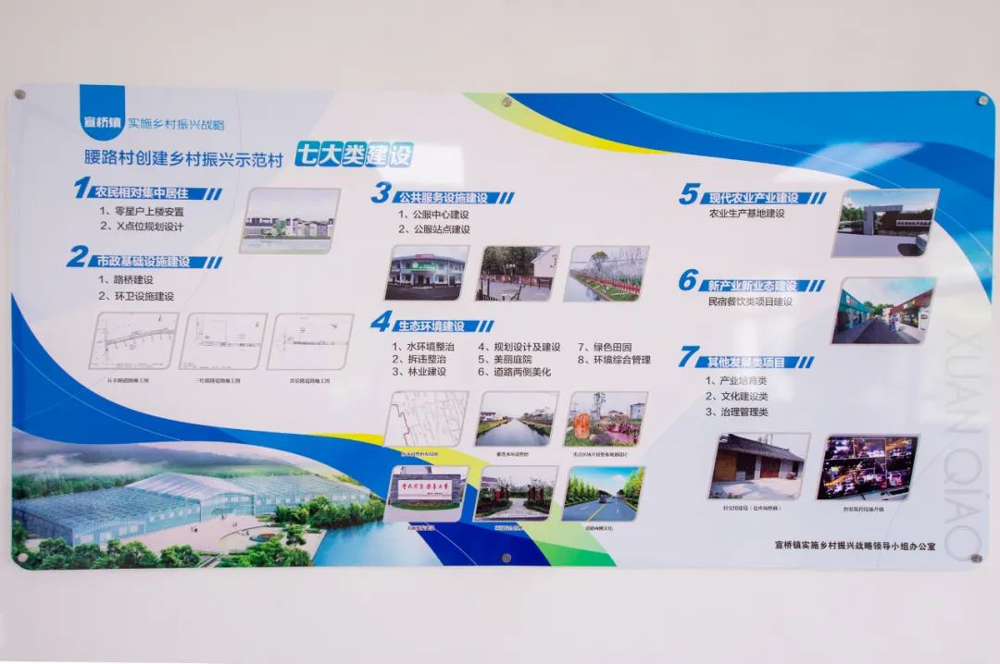 宣桥镇 实施乡村振兴战略
腰路村创建乡村振兴示范村 七大类建设
1 农民相对集中居住
1、零星户上楼安置
2、X点位规划设计
2 市政基础设施建设
1、路桥建设
2、环卫设施建设
3 公共服务设施建设
1、公服中心建设
2、公服站点建设
4 生态环境建设
1、水环境整治
2、拆违整治
3、林业建设
4、规划设计及建设
5、美丽庭院
6、道路两侧美化
7、绿色田园
8、环境综合管理
道路两侧美化
5 现代农业产业建设
农业生产基地建设
6 新产业新业态建设
民宿餐饮类项目建设
7 其他发展类项目
1、产业培育类
2、文化建设类
3、治理管理类
宣桥镇实施乡村振兴战略领导小组办公室
XUAN QIAO